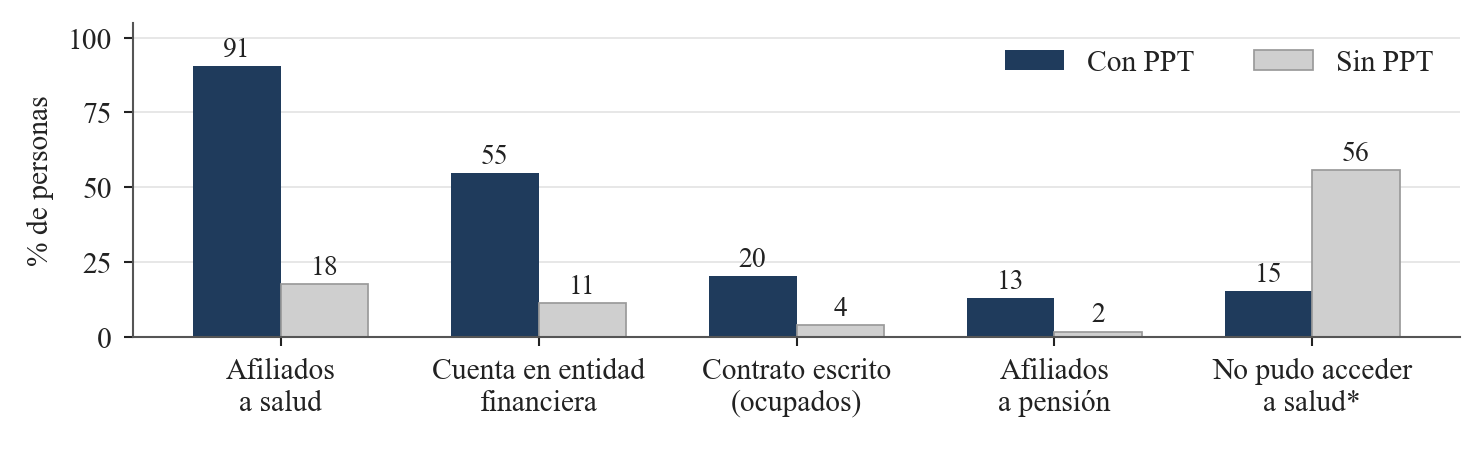 % de personas
100
75
50
25
0
Con PPT
Sin PPT
91
18
55
11
20
4
13
2
15
56
Afiliados
a salud
Cuenta en entidad
financiera
Contrato escrito
(ocupados)
Afiliados
a pensión
No pudo acceder
a salud*